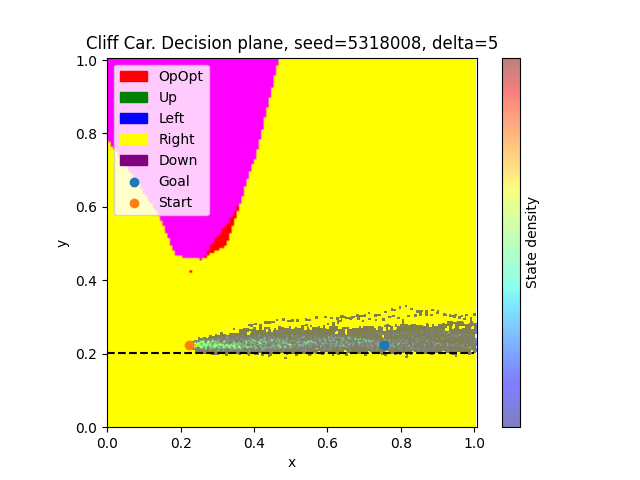 Cliff Car. Decision plane, seed=5318008, delta=5
1.0
0.8
0.6
0.4
0.2
0.0
y
OpOpt
Up
Left
Right
Down
Goal
Start
0.0 0.2 0.4 0.6 0.8 1.0
x
State density